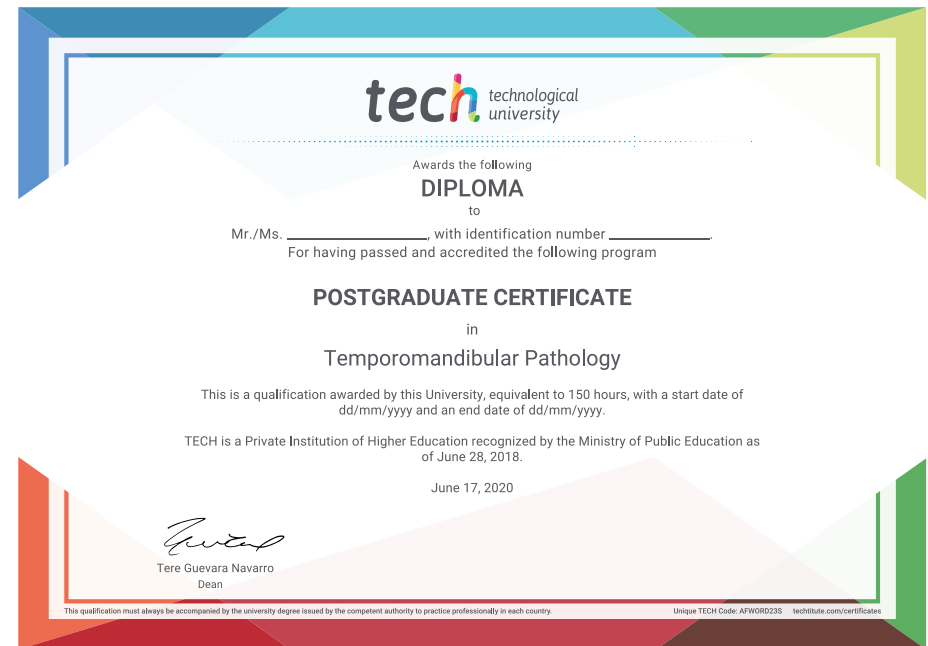 tech technological
university
Awards the following
DIPLOMA
to
Mr./Ms. ____________________, with identification number ______________.
For having passed and accredited the following program
POSTGRADUATE CERTIFICATE
in
Temporomandibular Pathology
This is a qualification awarded by this University, equivalent to 150 hours, with a start date of
dd/mm/yyyy and an end date of dd/mm/yyyy.
TECH is a Private Institution of Higher Education recognized by the Ministry of Public Education as
of June 28, 2018.
June 17, 2020
Tere Guevara Navarro
Dean
This qualification must always be accompanied by the university degree issued by the competent authority to practice professionally in each country.
Unique TECH Code: AFWORD23S techtitute.com/certificates